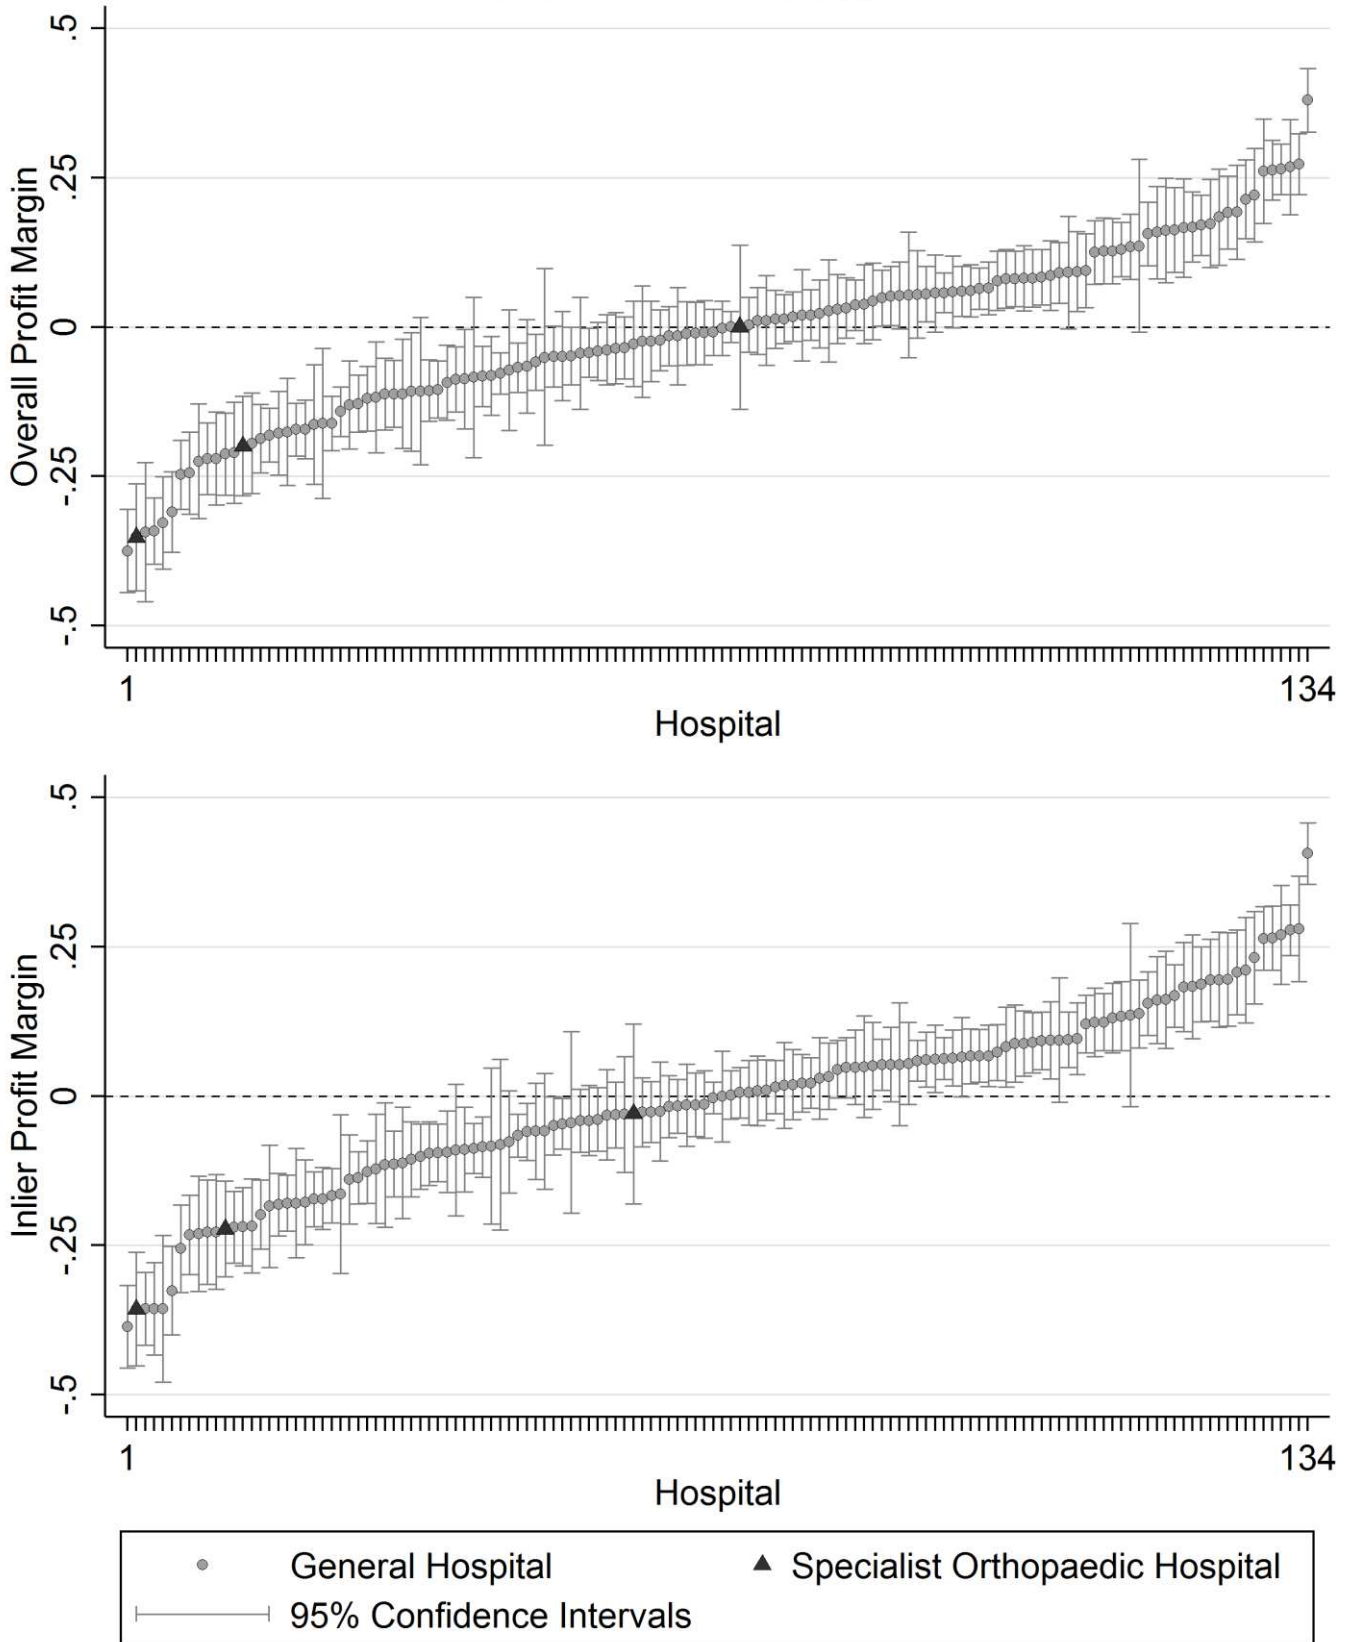 .5
.25
0
-.25
-.5
Overall Profit Margin
1
134
Hospital
.5
.25
0
-.25
-.5
Inlier Profit Margin
1
134
Hospital
General Hospital
Specialist Orthopaedic Hospital
95% Confidence Intervals